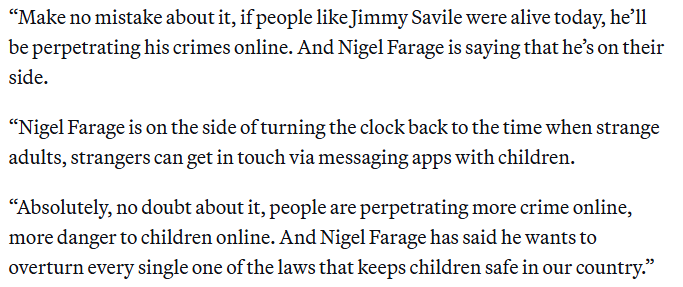 “Make no mistake about it, if people like Jimmy Savile were alive today, he’ll
be perpetrating his crimes online. And Nigel Farage is saying that he’s on their
side.
“Nigel Farage is on the side of turning the clock back to the time when strange
adults, strangers can get in touch via messaging apps with children.
“Absolutely, no doubt about it, people are perpetrating more crime online,
more danger to children online. And Nigel Farage has said he wants to
overturn every single one of the laws that keeps children safe in our country.”